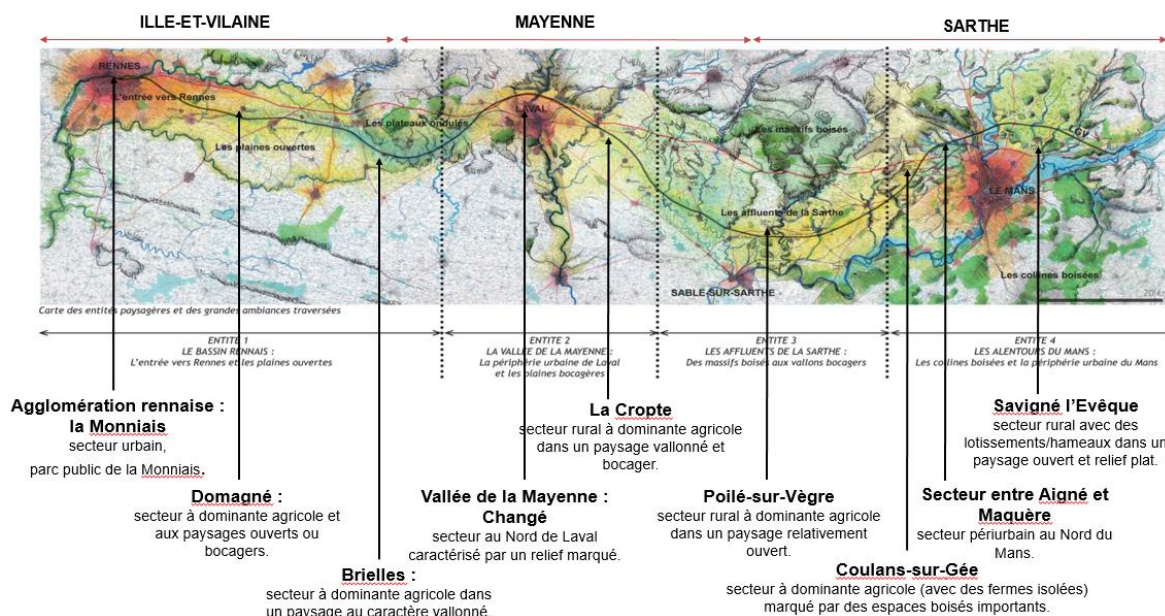 ILLE-ET-VILAINE
MAYENNE
SARTHE
RENNES
L'entrée vers Rennes
Les plaines ouvertes
Les plateaux ondulés
LAVAL
Les massifs boisés
Les affluents de la Sarthe
SABLE-SUR-SARTHE
LGV
LE MANS
Les collines boisées
Carte des entités paysagères et des grandes ambiances traversées
ENTITE 1
LE BASSIN RENNAIS :
L'entrée vers Rennes et les plaines ouvertes
ENTITE 2
LA VALLEE DE LA MAYENNE :
La périphérie urbaine de Laval
et les plaines bocagères
ENTITE 3
LES AFFLUENTS DE LA SARTHE :
Des massifs boisés aux vallons bocagers
ENTITE 4
LES ALENTOURS DU MANS :
Les collines boisées et la périphérie urbaine du Mans
Agglomération rennaise :
la Monniais
secteur urbain,
parc public de la Monniais.
La Cropte
secteur rural à dominante agricole
dans un paysage vallonné et
bocager.
Savigné l'Evêque
secteur rural avec des
lotissements/hameaux dans un
paysage ouvert et relief plat.
Domagné :
secteur à dominante agricole et
aux paysages ouverts ou
bocagers.
Vallée de la Mayenne :
Changé
secteur au Nord de Laval
caractérisé par un relief marqué.
Poilé-sur-Vègre
secteur rural à dominante agricole
dans un paysage relativement
ouvert.
Secteur entre Aigné et
Maquère
secteur périurbain au Nord du
Mans.
Brielles :
secteur à dominante agricole dans
un paysage au caractère vallonné.
Coulans-sur-Gée
secteur à dominante agricole (avec des fermes isolées)
marqué par des espaces boisés importants.